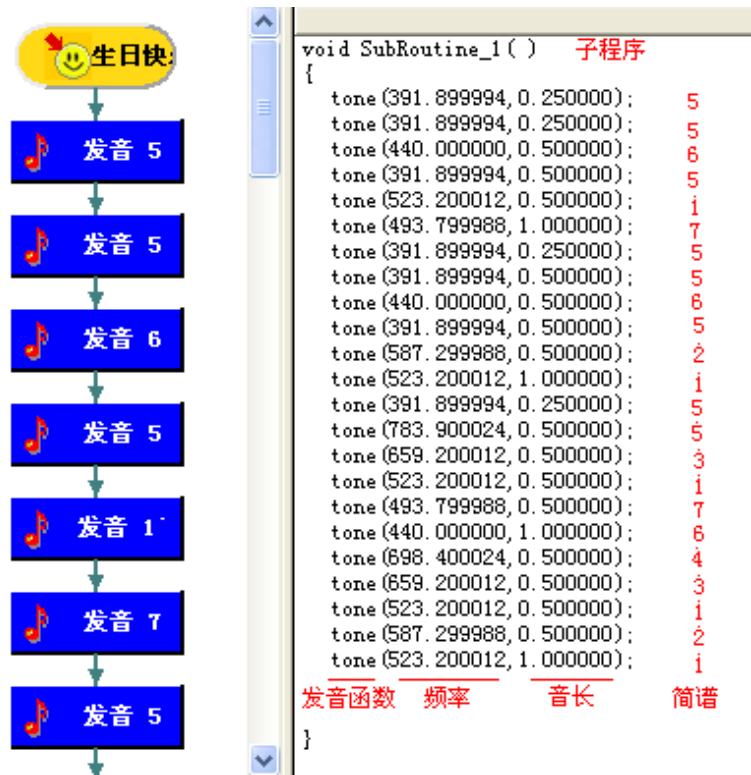 生日快
发音 5
发音 5
发音 6
发音 5
发音 1˙
发音 7
发音 5
void SubRoutine_1( ) 子程序
{
tone(391.899994,0.250000); 5
tone(391.899994,0.250000); 5
tone(440.000000,0.500000); 6
tone(391.899994,0.500000); 5
tone(523.200012,0.500000); i
tone(493.799988,1.000000); 7
tone(391.899994,0.250000); 5
tone(391.899994,0.500000); 5
tone(440.000000,0.500000); 6
tone(391.899994,0.500000); 5
tone(587.299988,0.500000); 2̇
tone(523.200012,1.000000); i
tone(391.899994,0.250000); 5
tone(783.900024,0.500000); 5̇
tone(659.200012,0.500000); 3̇
tone(523.200012,0.500000); i
tone(493.799988,0.500000); 7
tone(440.000000,1.000000); 6
tone(698.400024,0.500000); 4̇
tone(659.200012,0.500000); 3̇
tone(523.200012,0.500000); i
tone(587.299988,0.500000); 2̇
tone(523.200012,1.000000); i
发音函数 频率 音长 简谱
}